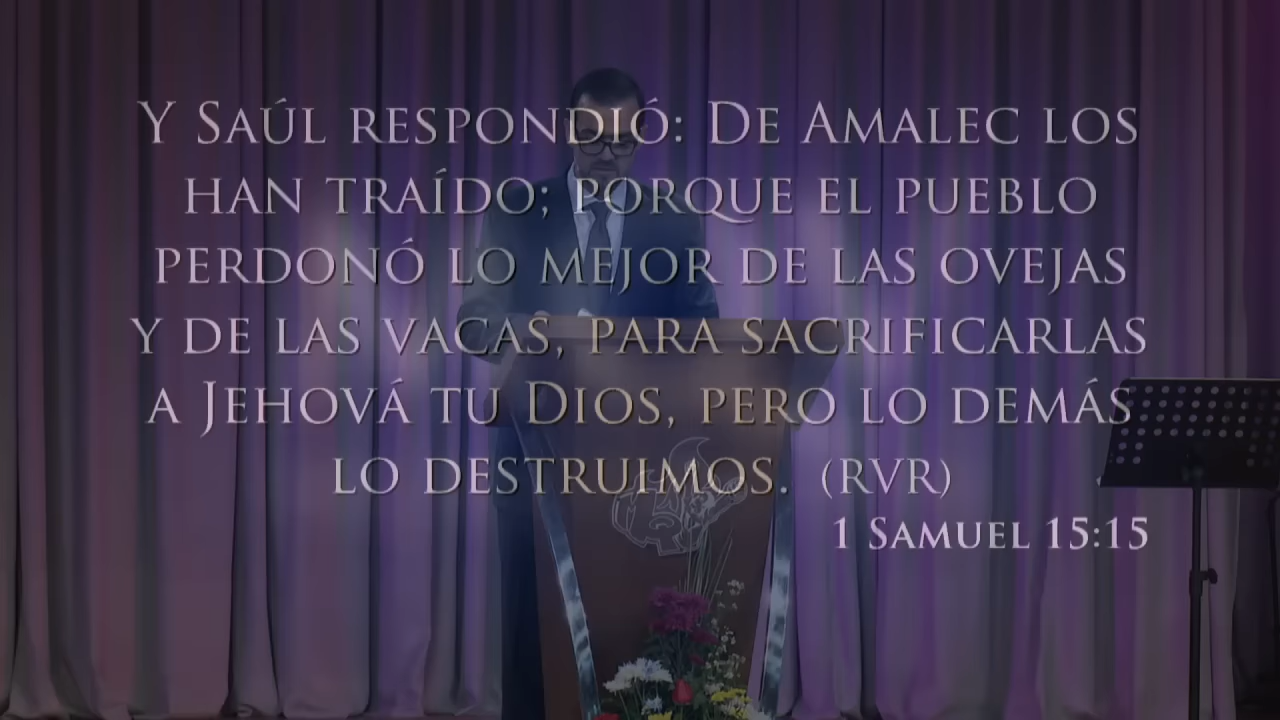 Y Saúl respondió: De Amalec los
han traído; porque el pueblo
perdonó lo mejor de las ovejas
y de las vacas, para sacrificarlas
a Jehová tu Dios, pero lo demás
lo destruimos. (RVR)
1 Samuel 15:15